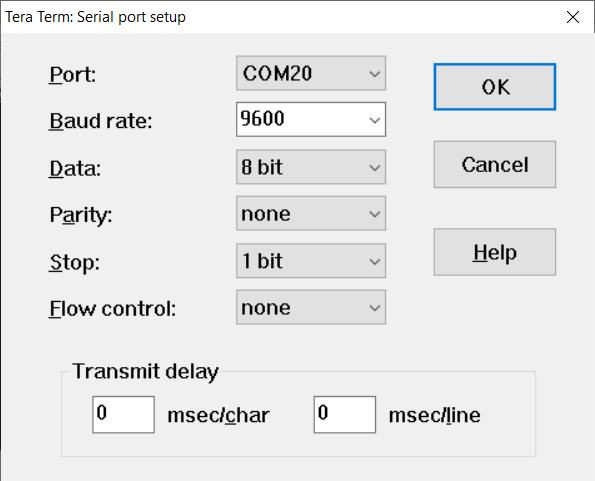 Tera Term: Serial port setup
Port: COM20 OK
Baud rate: 9600
Data: 8 bit Cancel
Parity: none
Stop: 1 bit Help
Flow control: none
Transmit delay
0 msec/char 0 msec/line